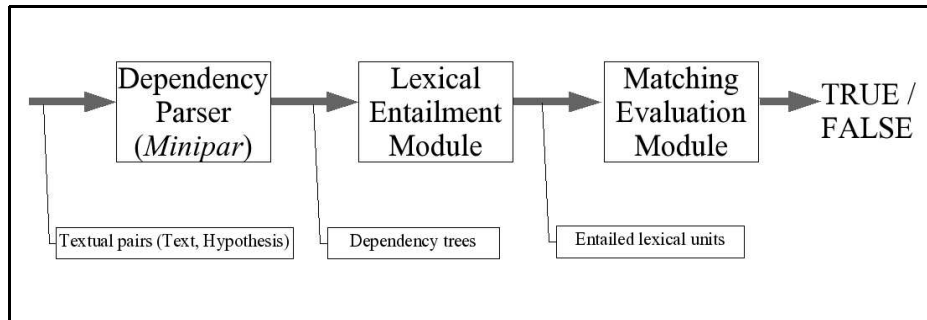 Dependency
Parser
(Minipar)
Lexical
Entailment
Module
Matching
Evaluation
Module
TRUE /
FALSE
Textual pairs (Text, Hypothesis)
Dependency trees
Entailed lexical units